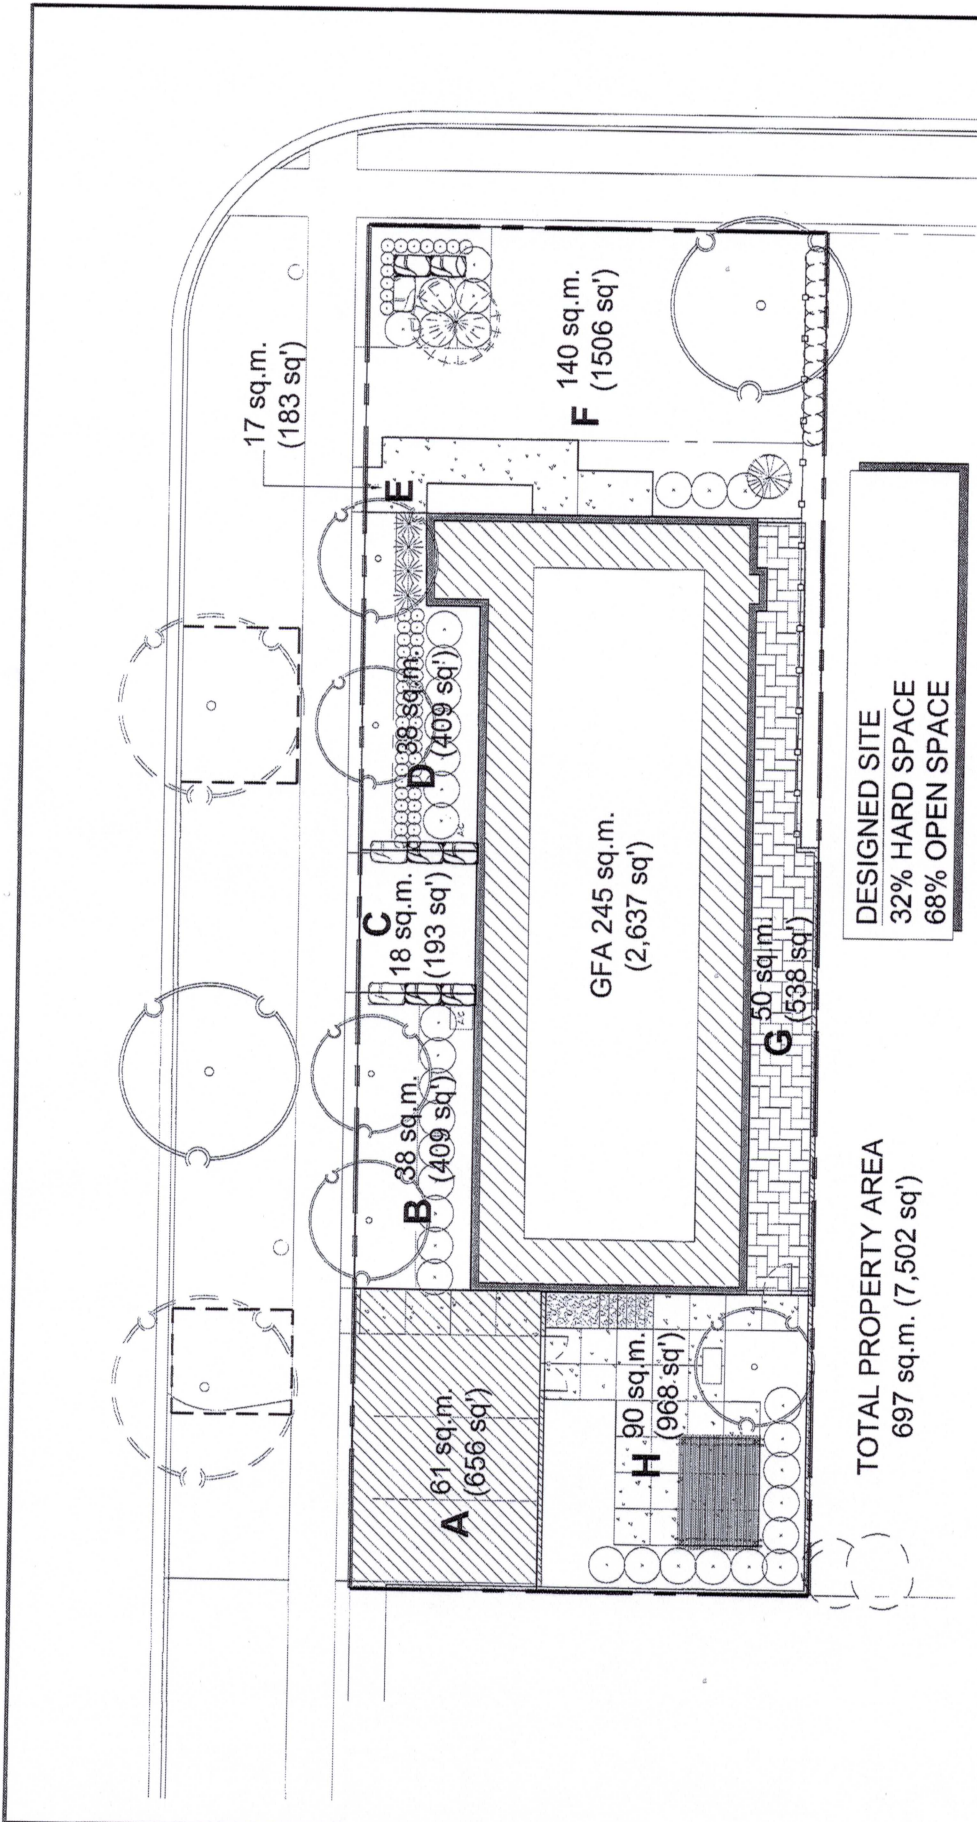 17 sq.m.
(183 sq')
E
140 sq.m.
(1506 sq')
F
38 sq.m.
(409 sq')
D
C
18 sq.m.
(193 sq')
38 sq.m.
(409 sq')
B
61 sq.m.
(656 sq')
A
GFA 245 sq.m.
(2,637 sq')
50 sq.m.
(538 sq')
G
90 sq.m.
(968 sq')
H
DESIGNED SITE
32% HARD SPACE
68% OPEN SPACE
TOTAL PROPERTY AREA
697 sq.m. (7,502 sq')
AC
AC